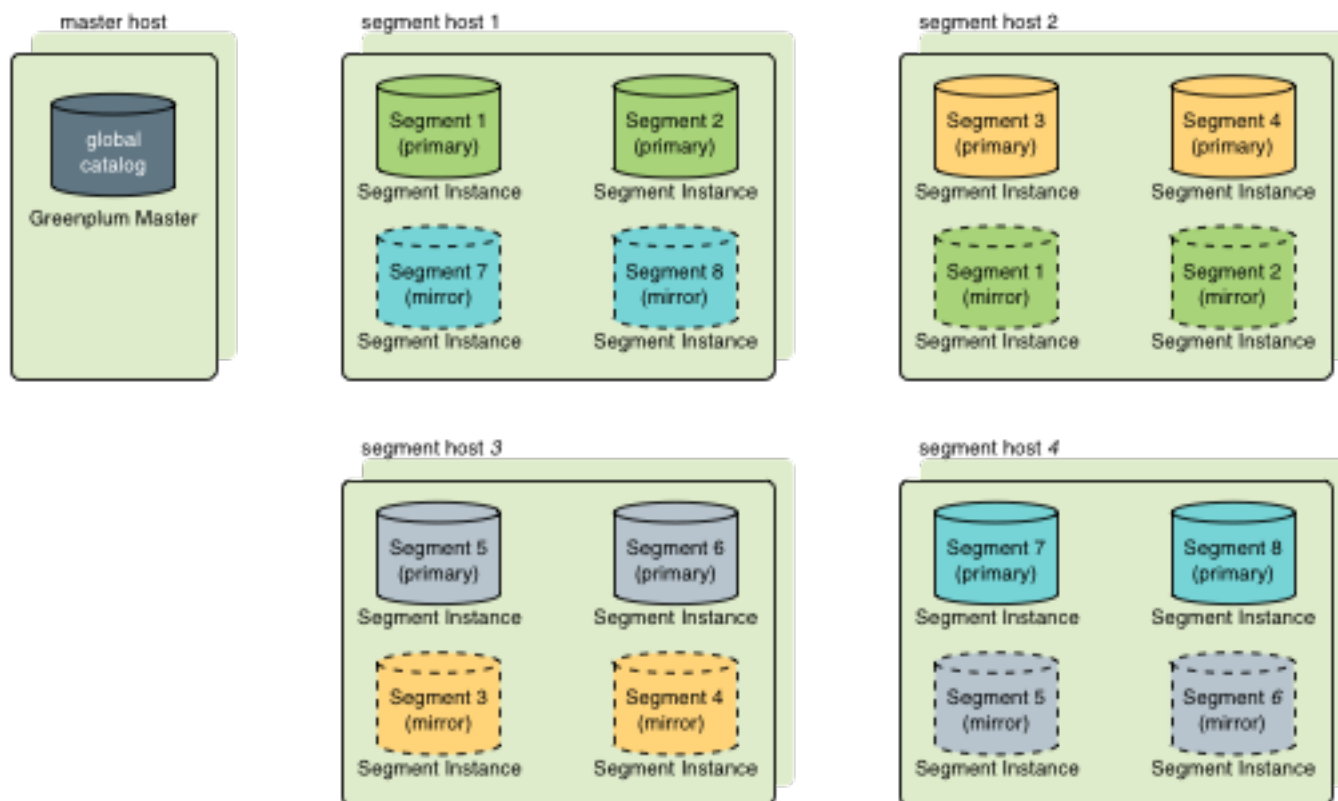 master host
global
catalog
Greenplum Master
segment host 1
Segment 1
(primary)
Segment Instance
Segment 2
(primary)
Segment Instance
Segment 7
(mirror)
Segment Instance
Segment 8
(mirror)
Segment Instance
segment host 2
Segment 3
(primary)
Segment Instance
Segment 4
(primary)
Segment Instance
Segment 1
(mirror)
Segment Instance
Segment 2
(mirror)
Segment Instance
segment host 3
Segment 5
(primary)
Segment Instance
Segment 6
(primary)
Segment Instance
Segment 3
(mirror)
Segment Instance
Segment 4
(mirror)
Segment Instance
segment host 4
Segment 7
(primary)
Segment Instance
Segment 8
(primary)
Segment Instance
Segment 5
(mirror)
Segment Instance
Segment 6
(mirror)
Segment Instance